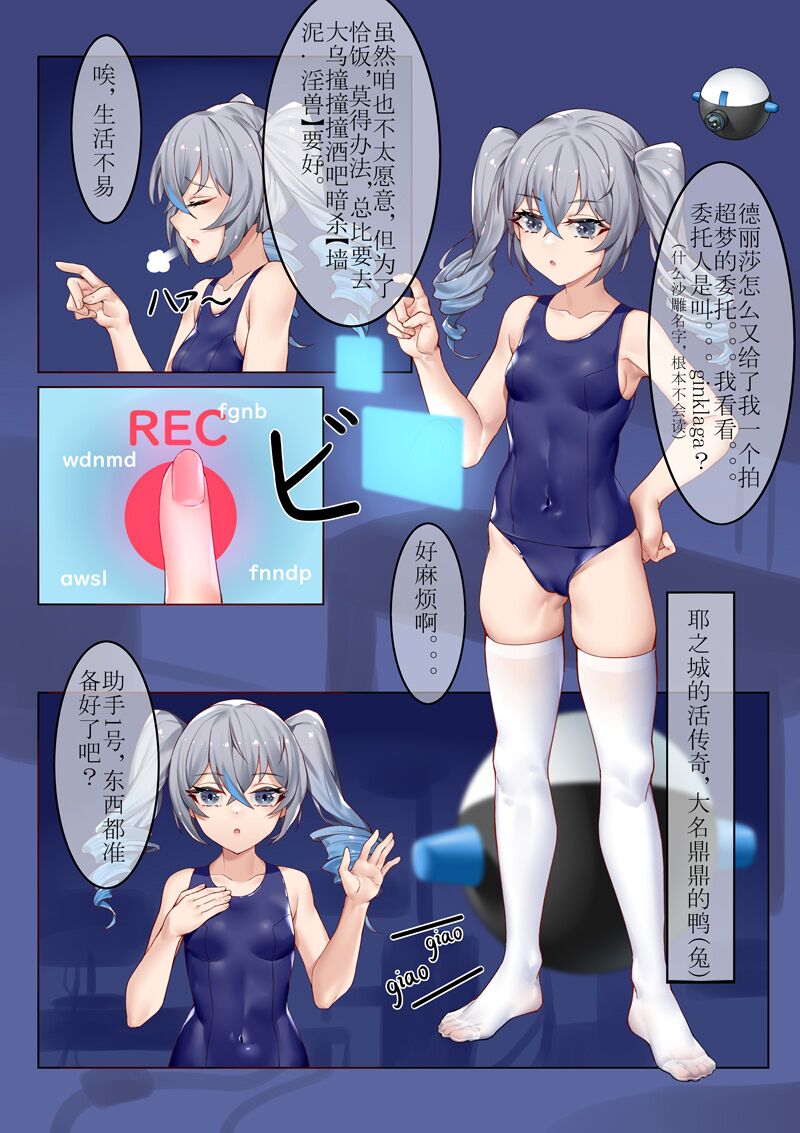 德丽莎怎么又给了我一个拍
超梦的委托。。。我看看。。。
委托人是叫。。。ginklaga？
(什么沙雕名字，根本不会读)
虽然咱也不太愿意，但为了
恰饭，莫得办法，总比要去
大乌撞撞撞酒吧暗杀【墙
泥·淫兽】要好。
唉，生活不
易
ハァ〜
REC
fgnb
wdnmd
awsl
fnndp
ビ
好麻烦啊。。。
耶之城的活传奇，大名鼎鼎的鸭(兔)
助手1号，东西都准
备好了吧？
giao
giao